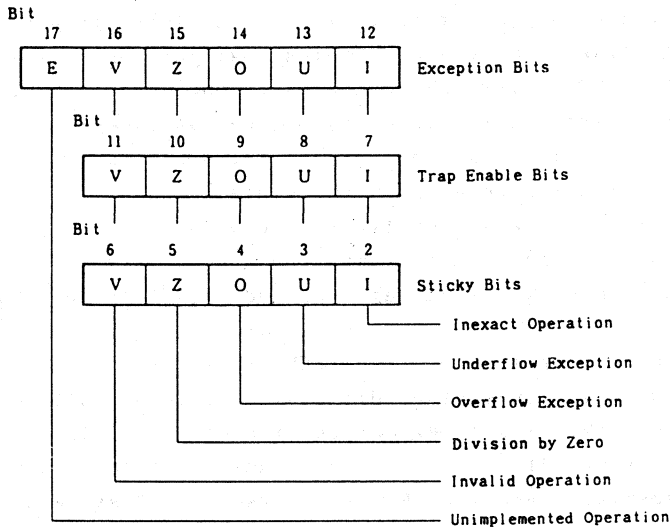 Bit
17 16 15 14 13 12
E V Z O U I Exception Bits
Bit
11 10 9 8 7
V Z O U I Trap Enable Bits
Bit
6 5 4 3 2
V Z O U I Sticky Bits
Inexact Operation
Underflow Exception
Overflow Exception
Division by Zero
Invalid Operation
Unimplemented Operation